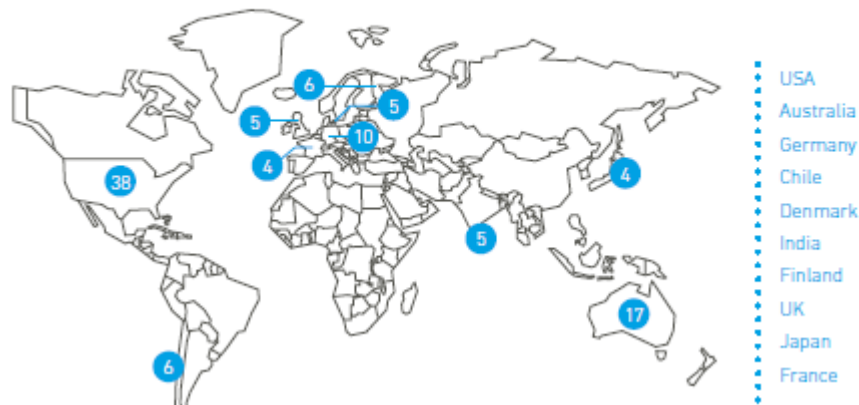 6
5
5
10
4
38
4
5
17
6
USA
Australia
Germany
Chile
Denmark
India
Finland
UK
Japan
France